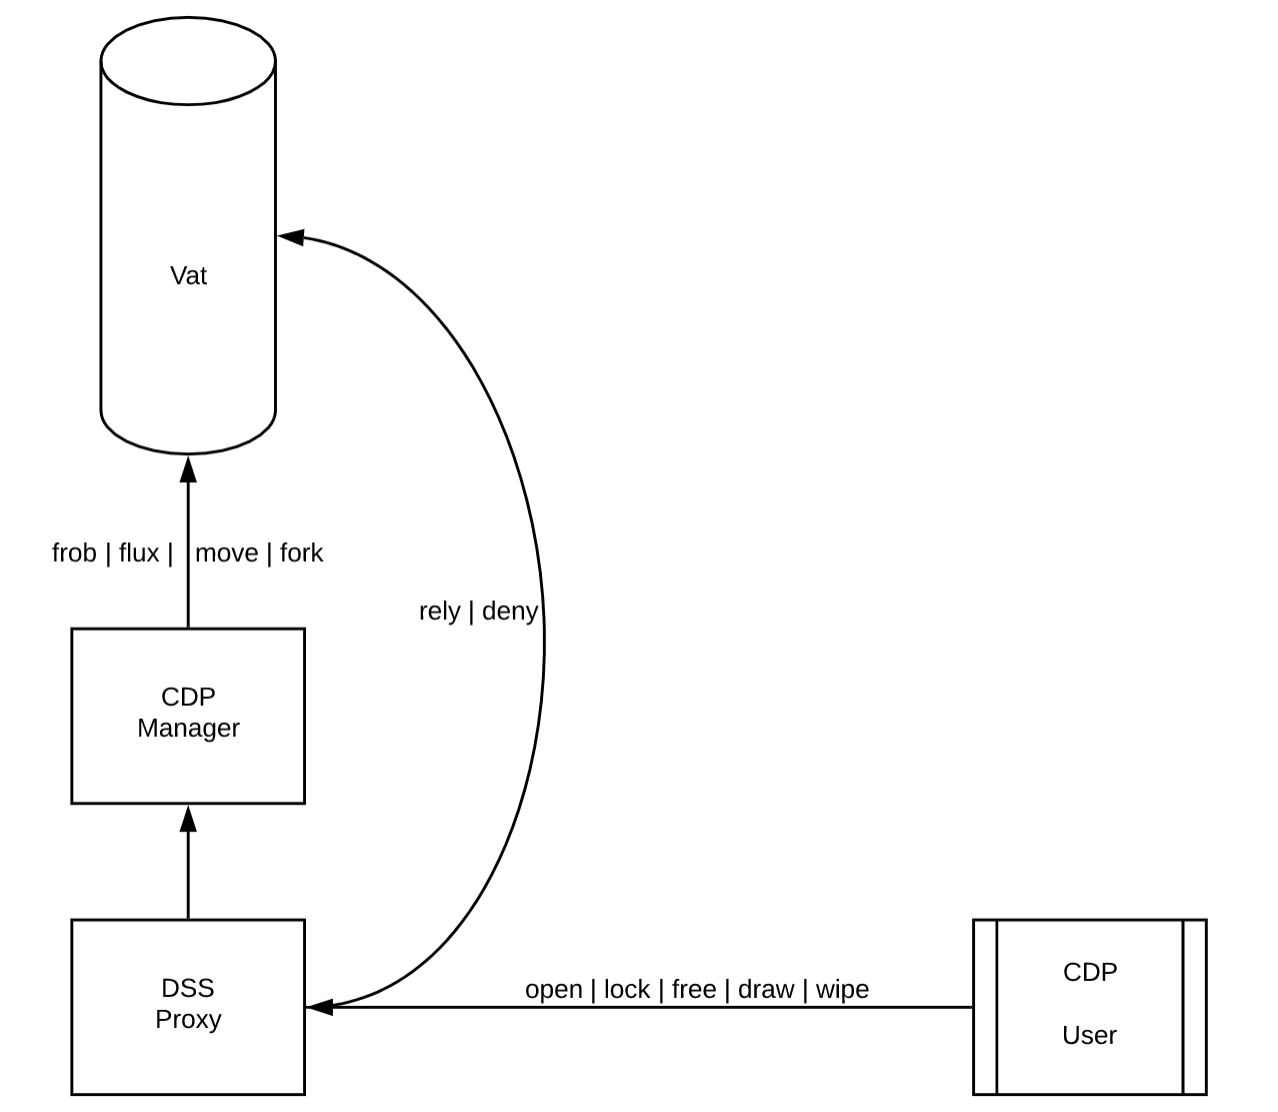 Vat
frob | flux | move | fork
rely | deny
CDP
Manager
DSS
Proxy
open | lock | free | draw | wipe
CDP
User